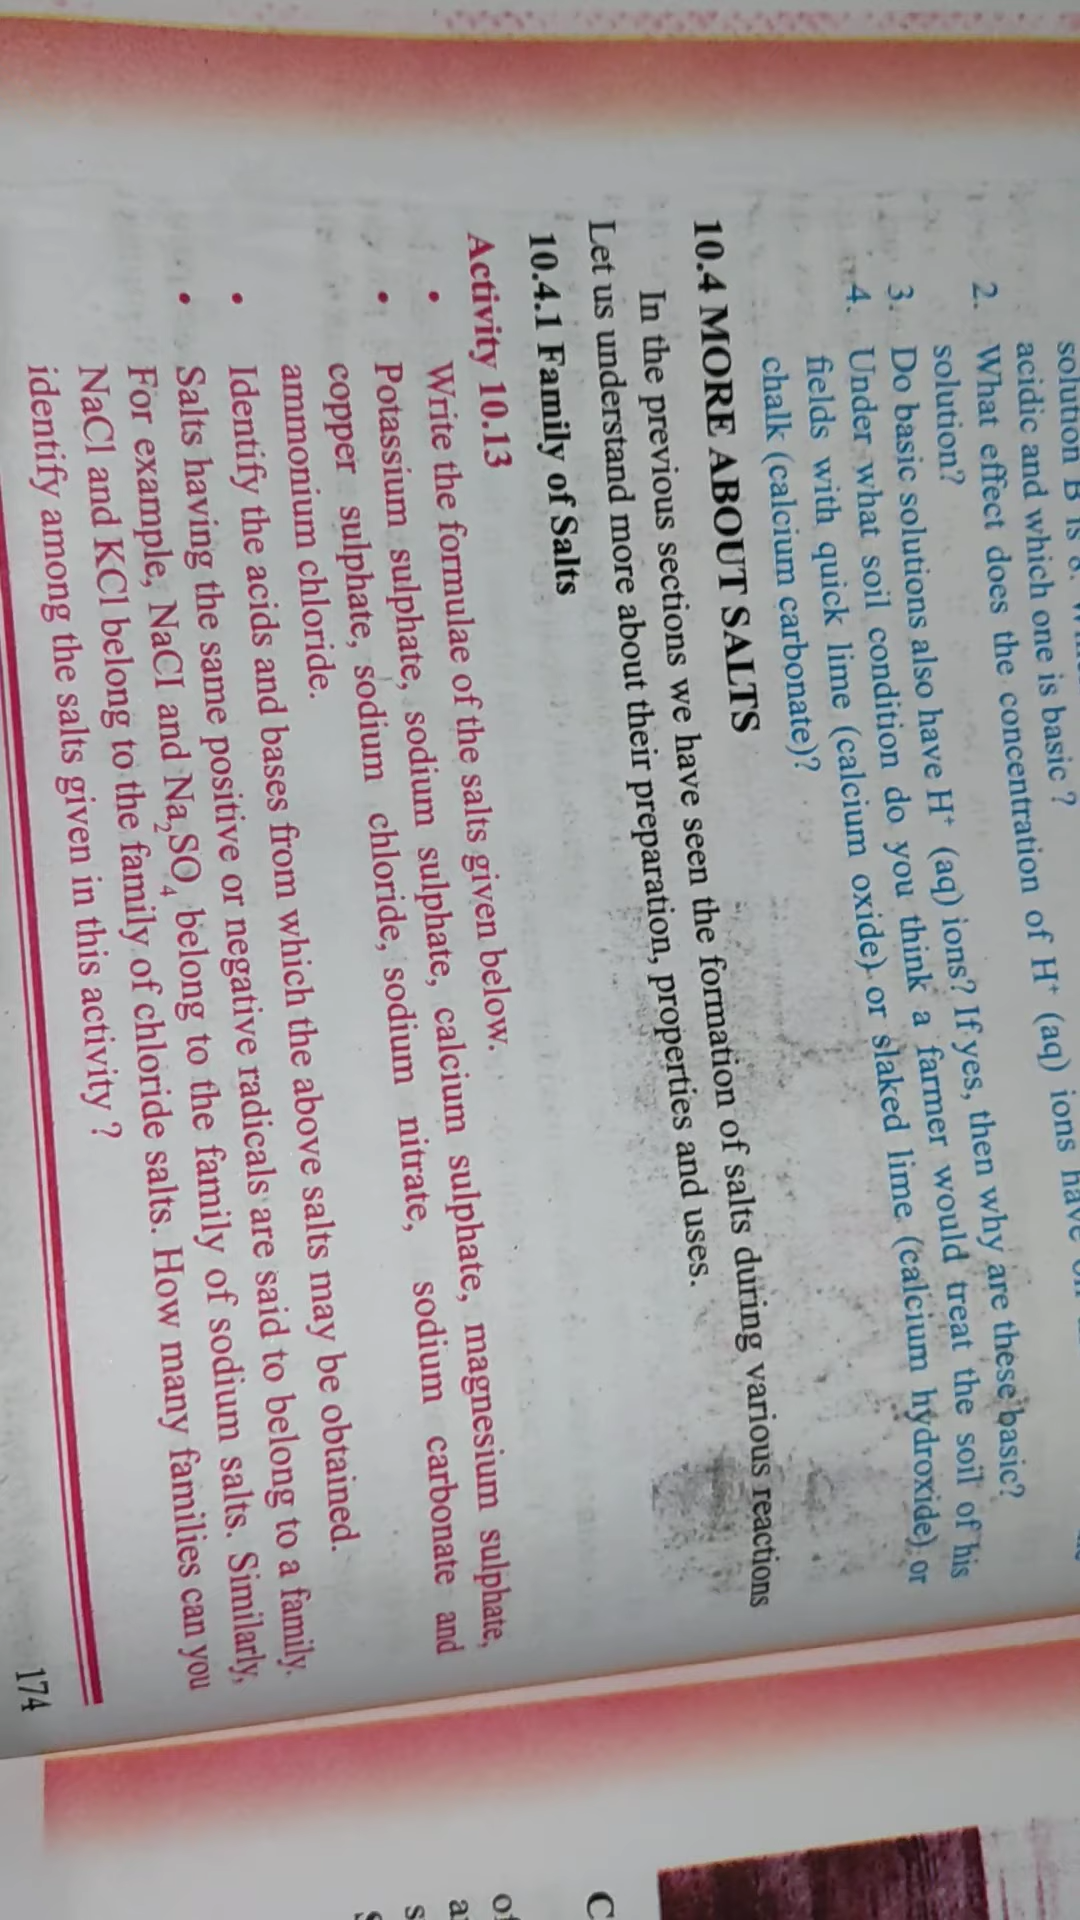 solution B is 8.
acidic and which one is basic ?
2. What effect does the concentration of H⁺ (aq) ions have
solution?
3. Do basic solutions also have H⁺ (aq) ions? If yes, then why are these basic?
4. Under what soil condition do you think a farmer would treat the soil of his
fields with quick lime (calcium oxide) or slaked lime (calcium hydroxide) or
chalk (calcium carbonate)?
10.4 MORE ABOUT SALTS
In the previous sections we have seen the formation of salts during various reactions
Let us understand more about their preparation, properties and uses.
10.4.1 Family of Salts
Activity 10.13
• Write the formulae of the salts given below.
• Potassium sulphate, sodium sulphate, calcium sulphate, magnesium sulphate,
copper sulphate, sodium chloride, sodium nitrate, sodium carbonate and
ammonium chloride.
• Identify the acids and bases from which the above salts may be obtained.
• Salts having the same positive or negative radicals are said to belong to a family.
For example, NaCl and Na₂SO₄ belong to the family of sodium salts. Similarly,
NaCl and KCl belong to the family of chloride salts. How many families can you
identify among the salts given in this activity ?
174
C
of
a
s